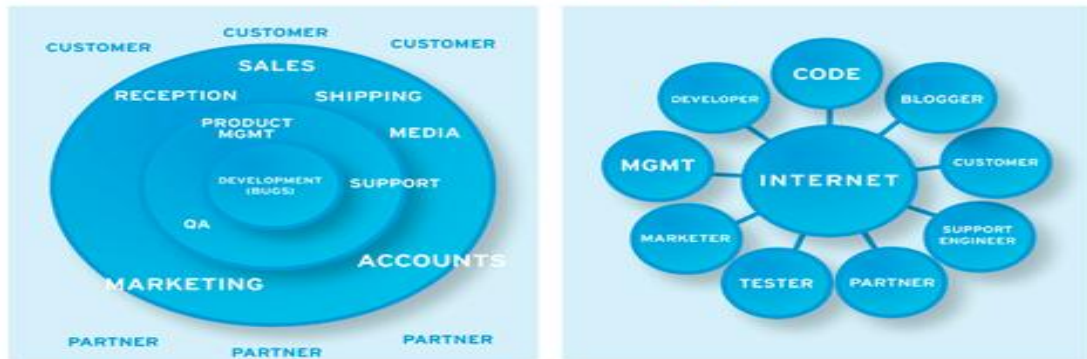 CUSTOMER CUSTOMER CUSTOMER
SALES
RECEPTION SHIPPING
PRODUCT
MGMT
MEDIA
DEVELOPMENT
(BUGS)
SUPPORT
QA
ACCOUNTS
MARKETING
PARTNER PARTNER PARTNER
CODE
DEVELOPER
BLOGGER
MGMT
INTERNET
CUSTOMER
MARKETER
SUPPORT
ENGINEER
TESTER
PARTNER